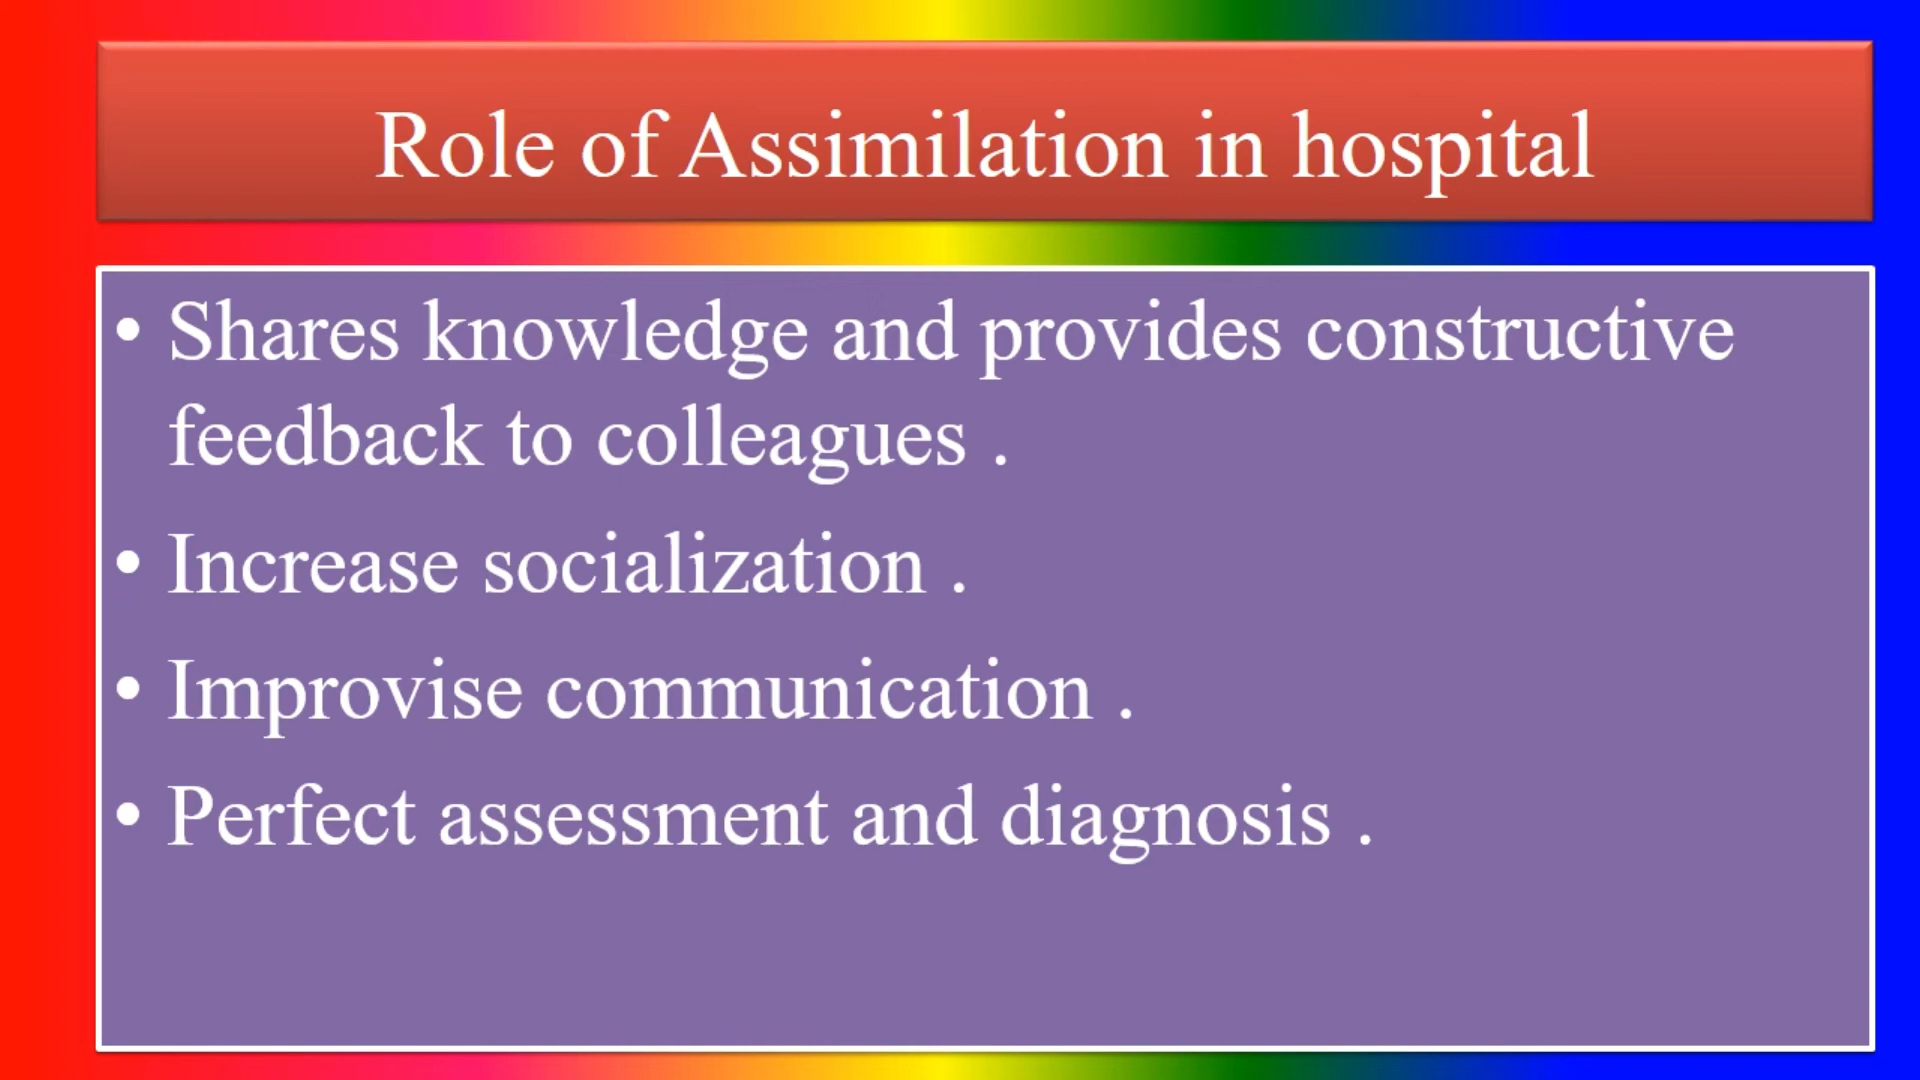 Role of Assimilation in hospital
• Shares knowledge and provides constructive
feedback to colleagues .
• Increase socialization .
• Improvise communication .
• Perfect assessment and diagnosis .